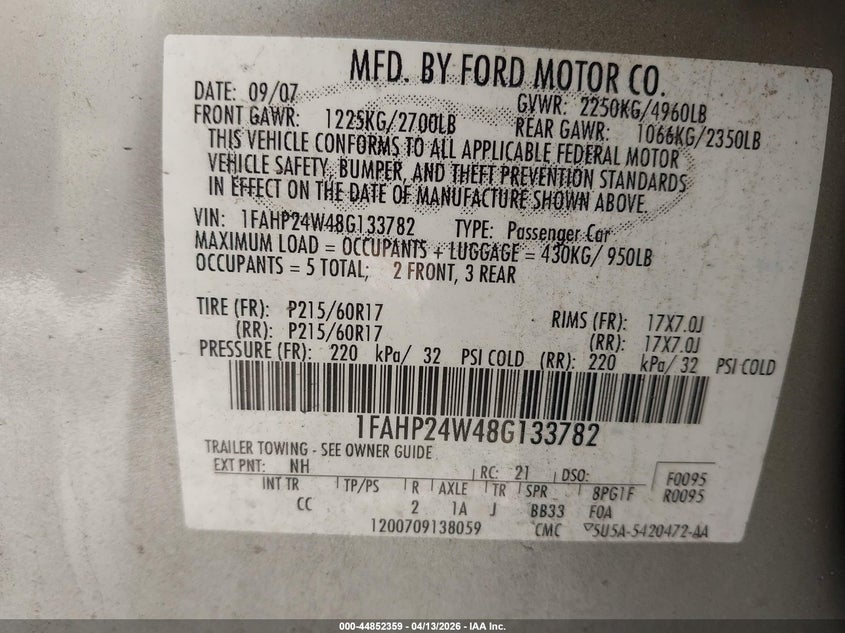 MFD. BY FORD MOTOR CO.
DATE: 09/07 GVWR: 2250KG/4960LB
FRONT GAWR: 1225KG/2700LB REAR GAWR: 1066KG/2350LB
THIS VEHICLE CONFORMS TO ALL APPLICABLE FEDERAL MOTOR
VEHICLE SAFETY, BUMPER, AND THEFT PREVENTION STANDARDS
IN EFFECT ON THE DATE OF MANUFACTURE SHOWN ABOVE.
VIN: 1FAHP24W48G133782 TYPE: Passenger Car
MAXIMUM LOAD = OCCUPANTS + LUGGAGE = 430KG/ 950LB
OCCUPANTS = 5 TOTAL; 2 FRONT, 3 REAR
TIRE (FR): P215/60R17 RIMS (FR): 17X7.0J
(RR): P215/60R17 (RR): 17X7.0J
PRESSURE (FR): 220 kPa/ 32 PSI COLD (RR): 220 kPa/ 32 PSI COLD
1FAHP24W48G133782
TRAILER TOWING - SEE OWNER GUIDE
EXT PNT: NH RC: 21 DSO: F0095
INT TR TP/PS R AXLE TR SPR 8PG1F R0095
CC 2 1A J BB33 F0A
1200709138059 CMC 5U5A-5420472-AA
000-44852359 - 04/13/2026 - IAA Inc.